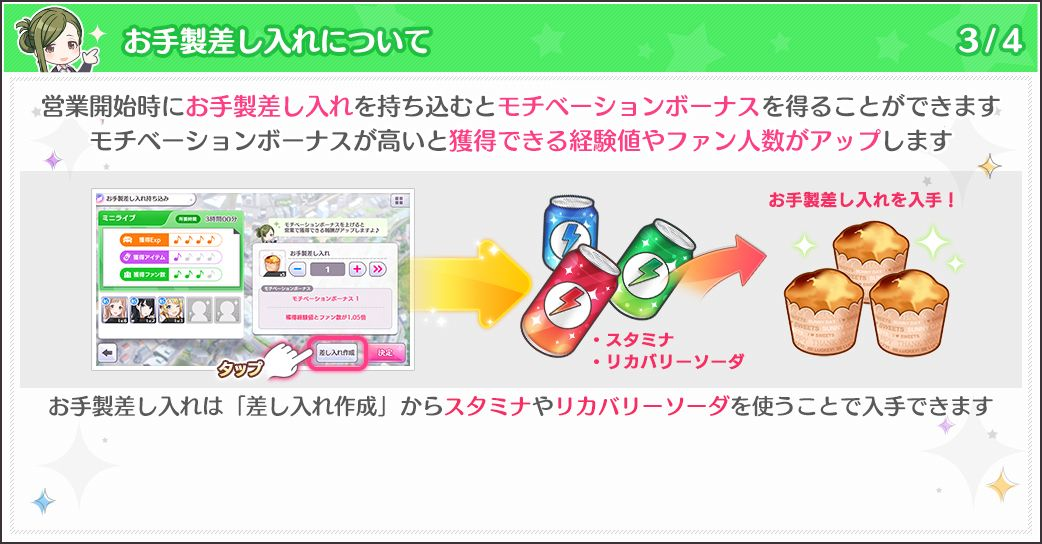 お手製差し入れについて
3/4
営業開始時にお手製差し入れを持ち込むとモチベーションボーナスを得ることができます
モチベーションボーナスが高いと獲得できる経験値やファン人数がアップします
お手製差し入れ持ち込み
ミニライブ
所要時間
3時間00分
獲得Exp
獲得アイテム
獲得ファン数
モチベーションボーナスを上げると
営業で獲得できる報酬がアップしますよ♪
お手製差し入れ
1
モチベーションボーナス
モチベーションボーナス 1
獲得経験値とファン数が1.05倍
差し入れ作成
決定
タップ
・スタミナ
・リカバリーソーダ
お手製差し入れを入手！
お手製差し入れは「差し入れ作成」からスタミナやリカバリーソーダを使うことで入手できます